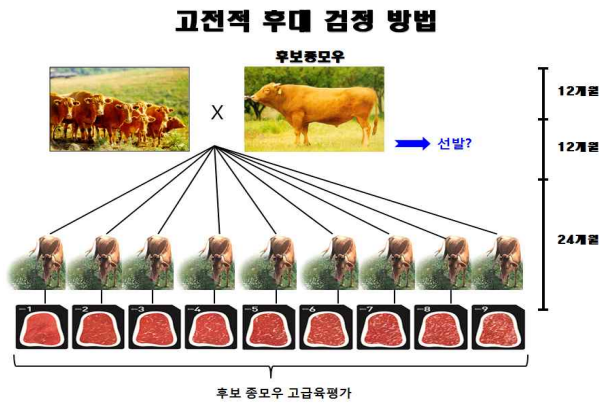 고전적 후대 검정 방법
후보종모우
X
선발?
12개월
12개월
24개월
-1
-2
-3
-4
-5
-6
-7
-8
-9
후보 종모우 고급육평가